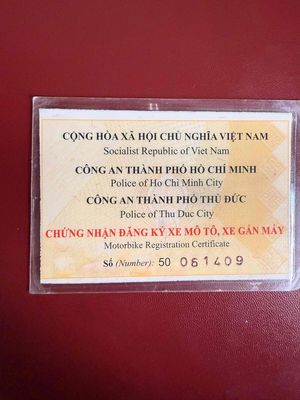 CỘNG HÒA XÃ HỘI CHỦ NGHĨA VIỆT NAM
Socialist Republic of Viet Nam
CÔNG AN THÀNH PHỐ HỒ CHÍ MINH
Police of Ho Chi Minh City
CÔNG AN THÀNH PHỐ THỦ ĐỨC
Police of Thu Duc City
CHỨNG NHẬN ĐĂNG KÝ XE MÔ TÔ, XE GẮN MÁY
Motorbike Registration Certificate
Số (Number): 50 061409